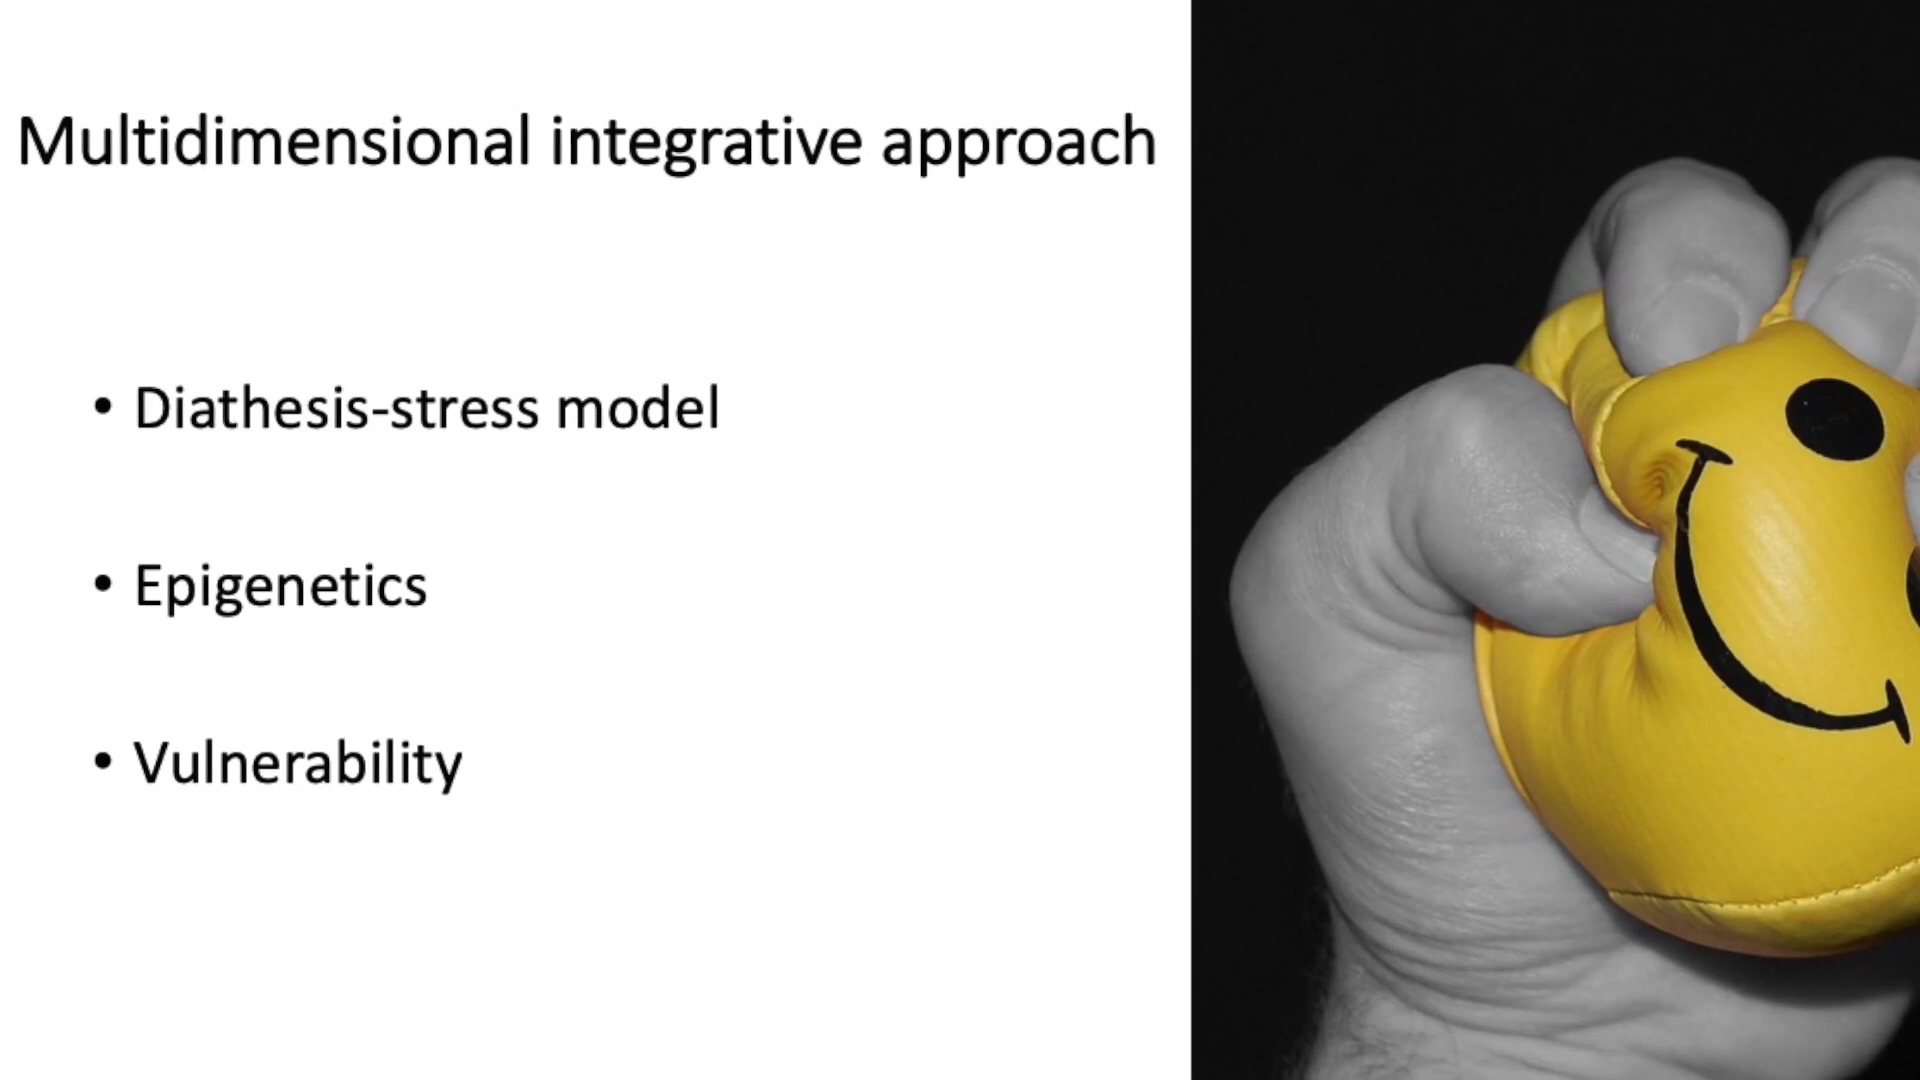 Multidimensional integrative approach
• Diathesis-stress model
• Epigenetics
• Vulnerability